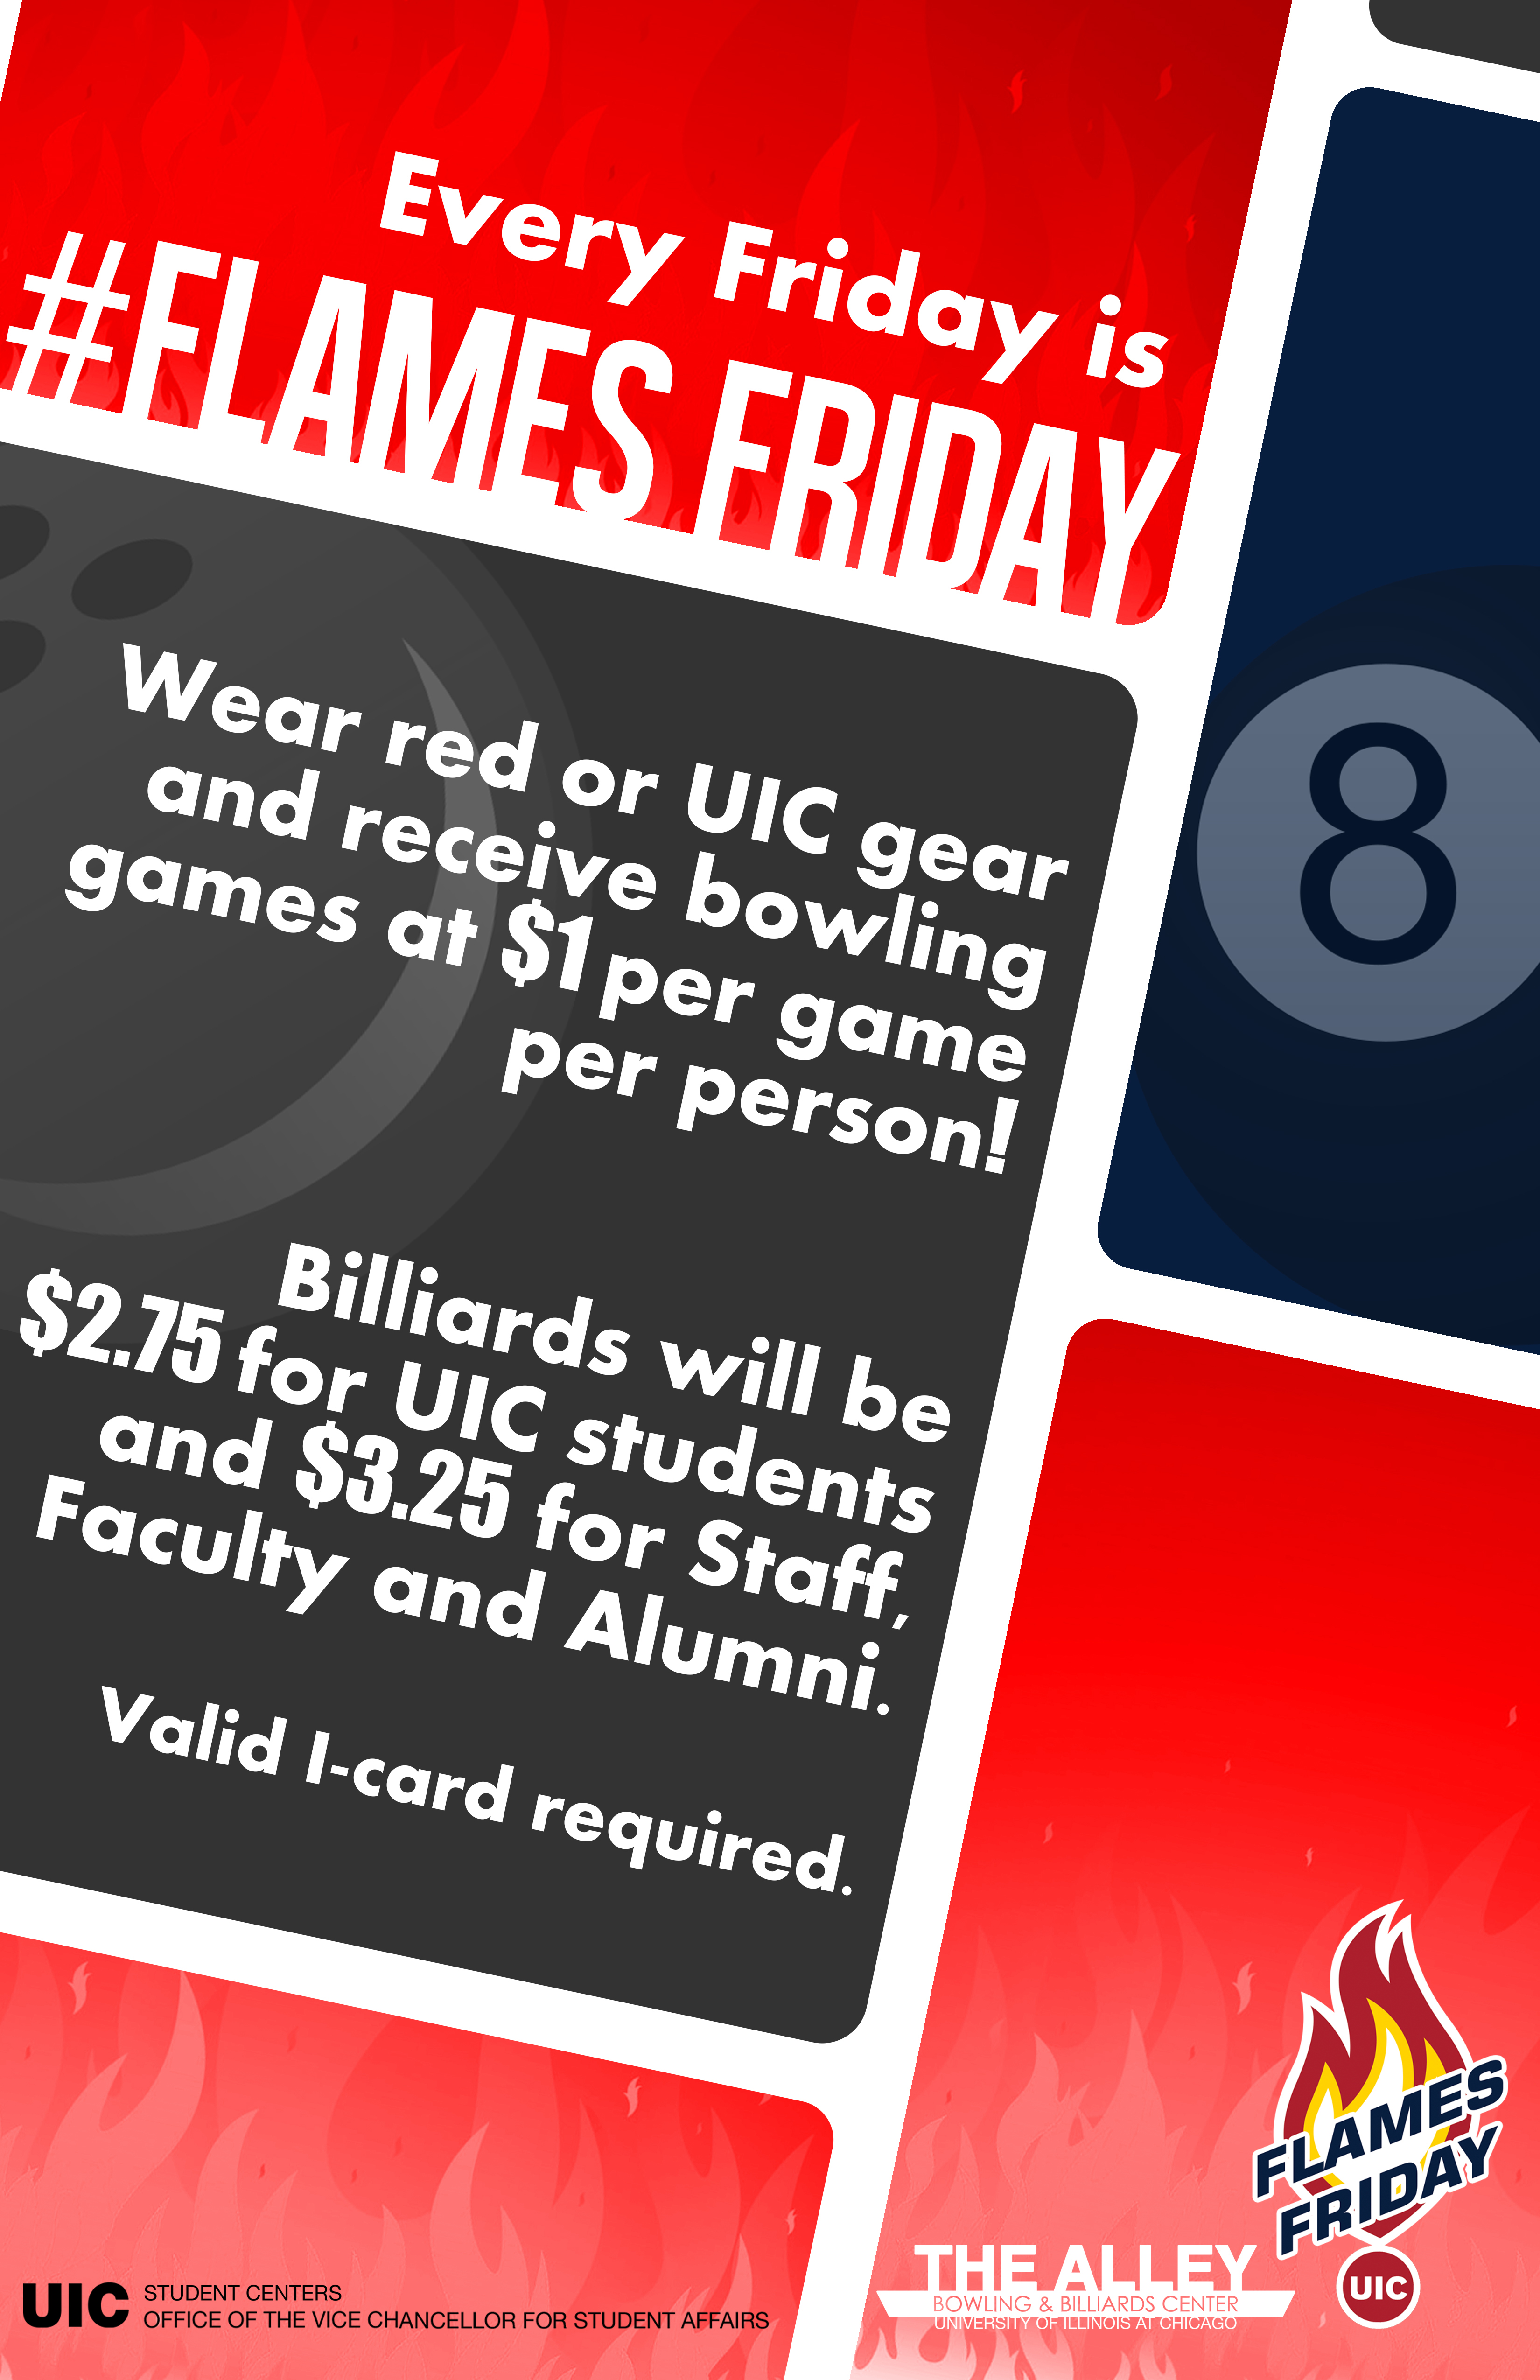 Every Friday is
#FLAMES FRIDAY
Wear red or UIC gear
and receive bowling
games at $1 per game
per person!
Billiards will be
$2.75 for UIC students
and $3.25 for Staff,
Faculty and Alumni.
Valid I-card required.
8
FLAMES
FRIDAY
UIC
THE ALLEY
BOWLING & BILLIARDS CENTER
UNIVERSITY OF ILLINOIS AT CHICAGO
UIC STUDENT CENTERS
OFFICE OF THE VICE CHANCELLOR FOR STUDENT AFFAIRS